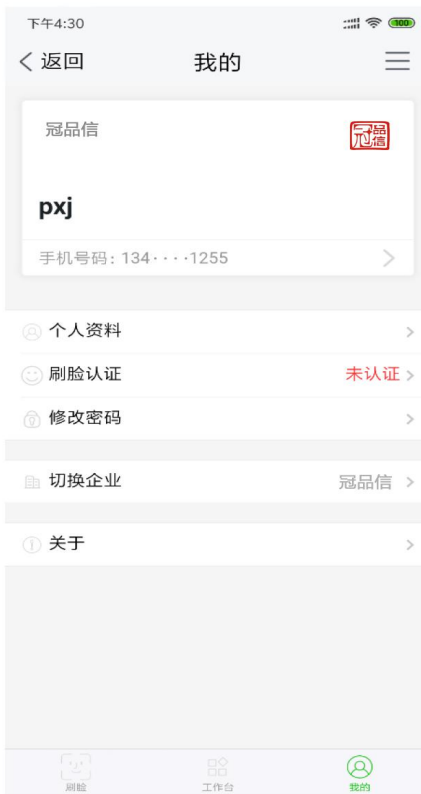 下午4:30
100
返回
我的
冠品信
冠品信
pxj
手机号码: 134····1255
个人资料
刷脸认证
未认证
修改密码
切换企业
冠品信
关于
刷脸
工作台
我的